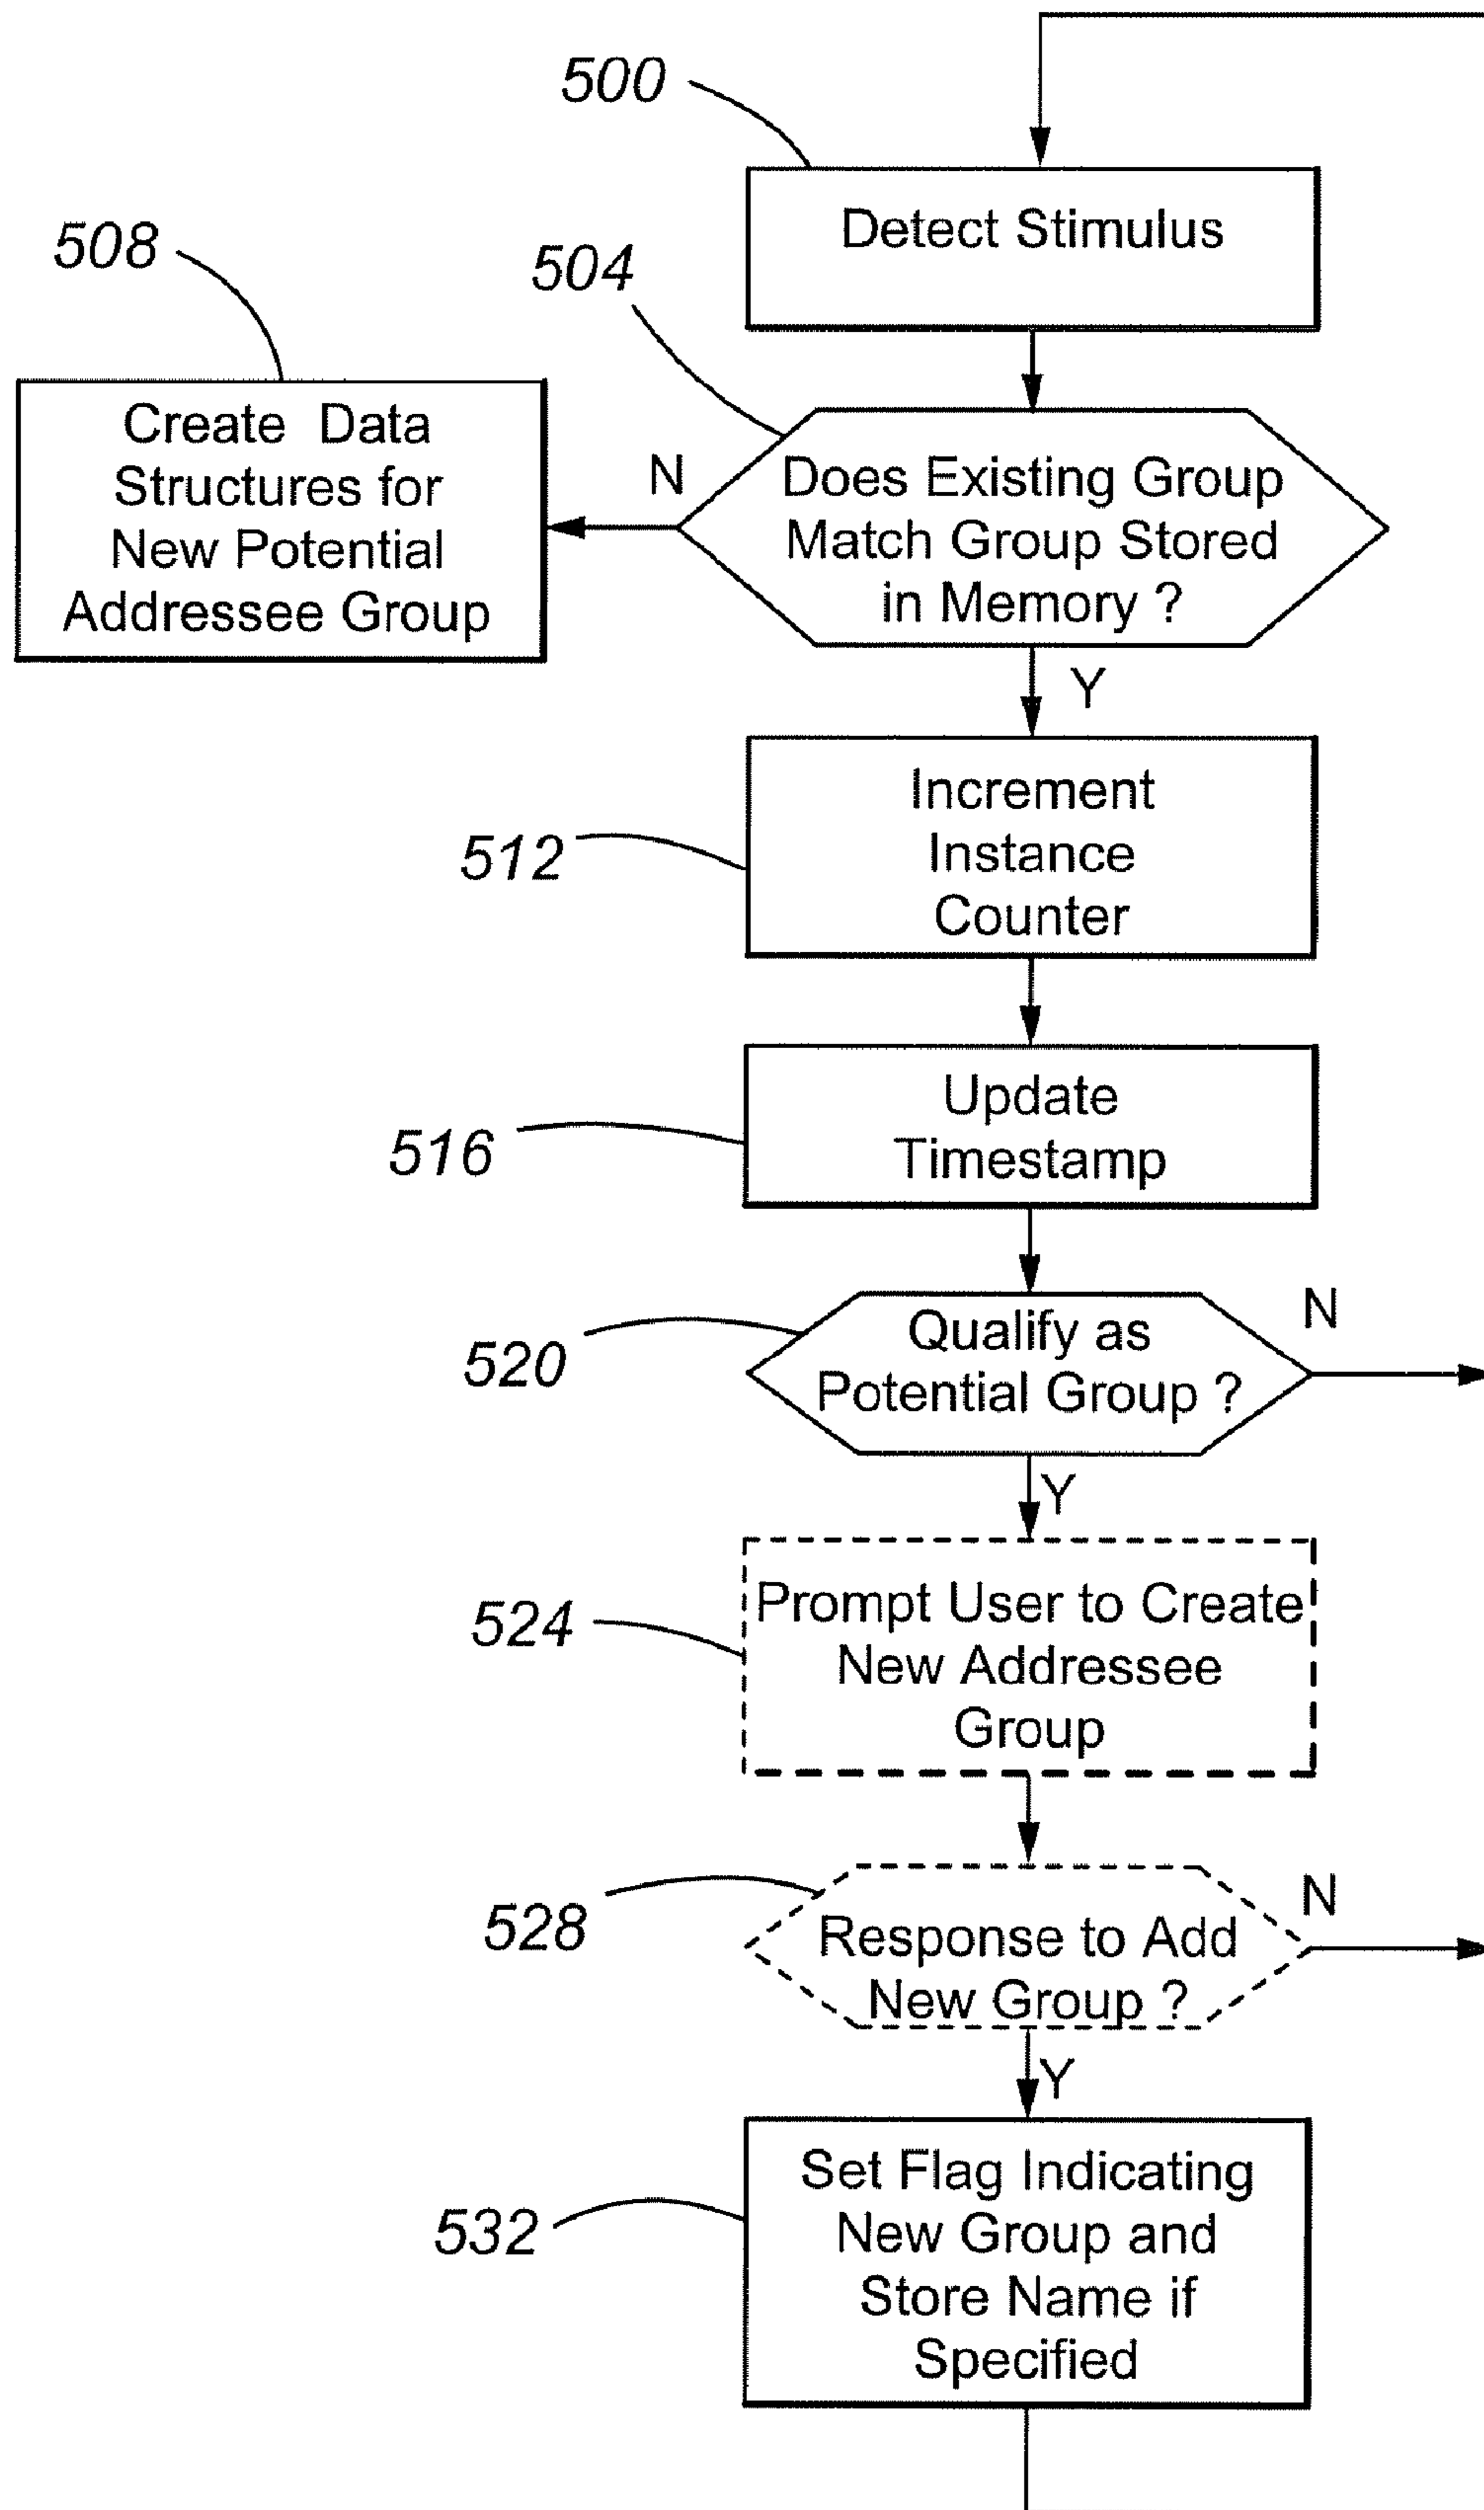 500
Detect Stimulus
508
504
Create Data
Structures for
New Potential
Addressee Group
N
Does Existing Group
Match Group Stored
in Memory ?
Y
Increment
Instance
Counter
512
Update
Timestamp
516
N
Qualify as
Potential Group ?
520
Y
Prompt User to Create
New Addressee
Group
524
N
Response to Add
New Group ?
528
Y
Set Flag Indicating
New Group and
Store Name if
Specified
532